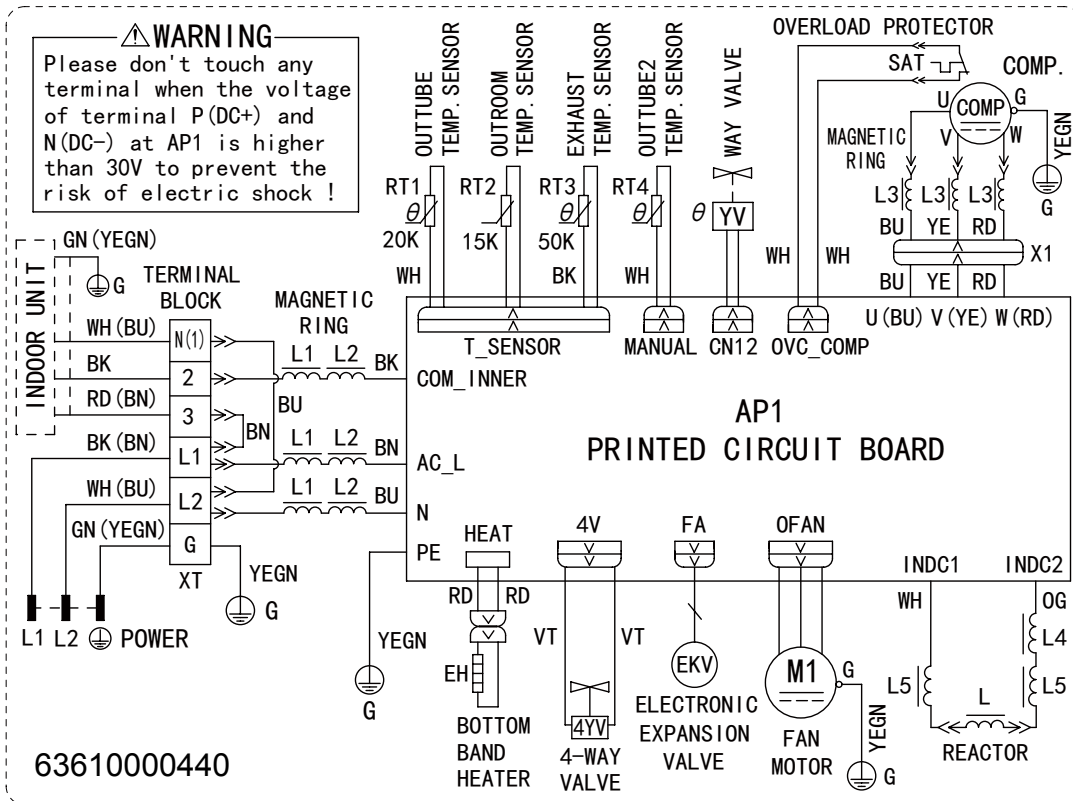 WARNING
Please don't touch any
terminal when the voltage
of terminal P(DC+) and
N(DC-) at AP1 is higher
than 30V to prevent the
risk of electric shock !
OUTTUBE
TEMP. SENSOR
OUTROOM
TEMP. SENSOR
EXHAUST
TEMP. SENSOR
OUTTUBE2
TEMP. SENSOR
WAY VALVE
OVERLOAD PROTECTOR
SAT
COMP.
U
COMP
G
V
W
YEGN
MAGNETIC
RING
G
RT1
RT2
RT3
RT4
θ
θ
θ
θ
YV
20K
15K
50K
L3
L3
L3
WH
BK
WH
WH
WH
BU
YE
RD
X1
BU
YE
RD
U(BU) V(YE) W(RD)
T_SENSOR
MANUAL
CN12
OVC_COMP
GN(YEGN)
G
INDOOR UNIT
TERMINAL
BLOCK
MAGNETIC
RING
WH(BU)
N(1)
BK
2
L1
L2
BK
COM_INNER
RD(BN)
3
BU
BN
BK(BN)
L1
L1
L2
BN
AC_L
WH(BU)
L2
L1
L2
BU
N
GN(YEGN)
G
XT
YEGN
G
PE
YEGN
G
L1
L2
POWER
AP1
PRINTED CIRCUIT BOARD
HEAT
4V
FA
OFAN
INDC1
INDC2
RD
RD
EH
BOTTOM
BAND
HEATER
VT
VT
4YV
4-WAY
VALVE
EKV
ELECTRONIC
EXPANSION
VALVE
M1
G
YEGN
G
FAN
MOTOR
WH
OG
L4
L5
L5
L
REACTOR
63610000440